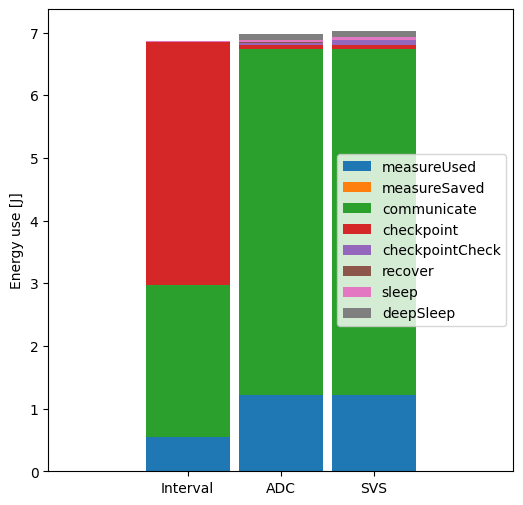 7
6
5
4
3
2
1
0
Energy use [J]
measureUsed
measureSaved
communicate
checkpoint
checkpointCheck
recover
sleep
deepSleep
Interval ADC SVS